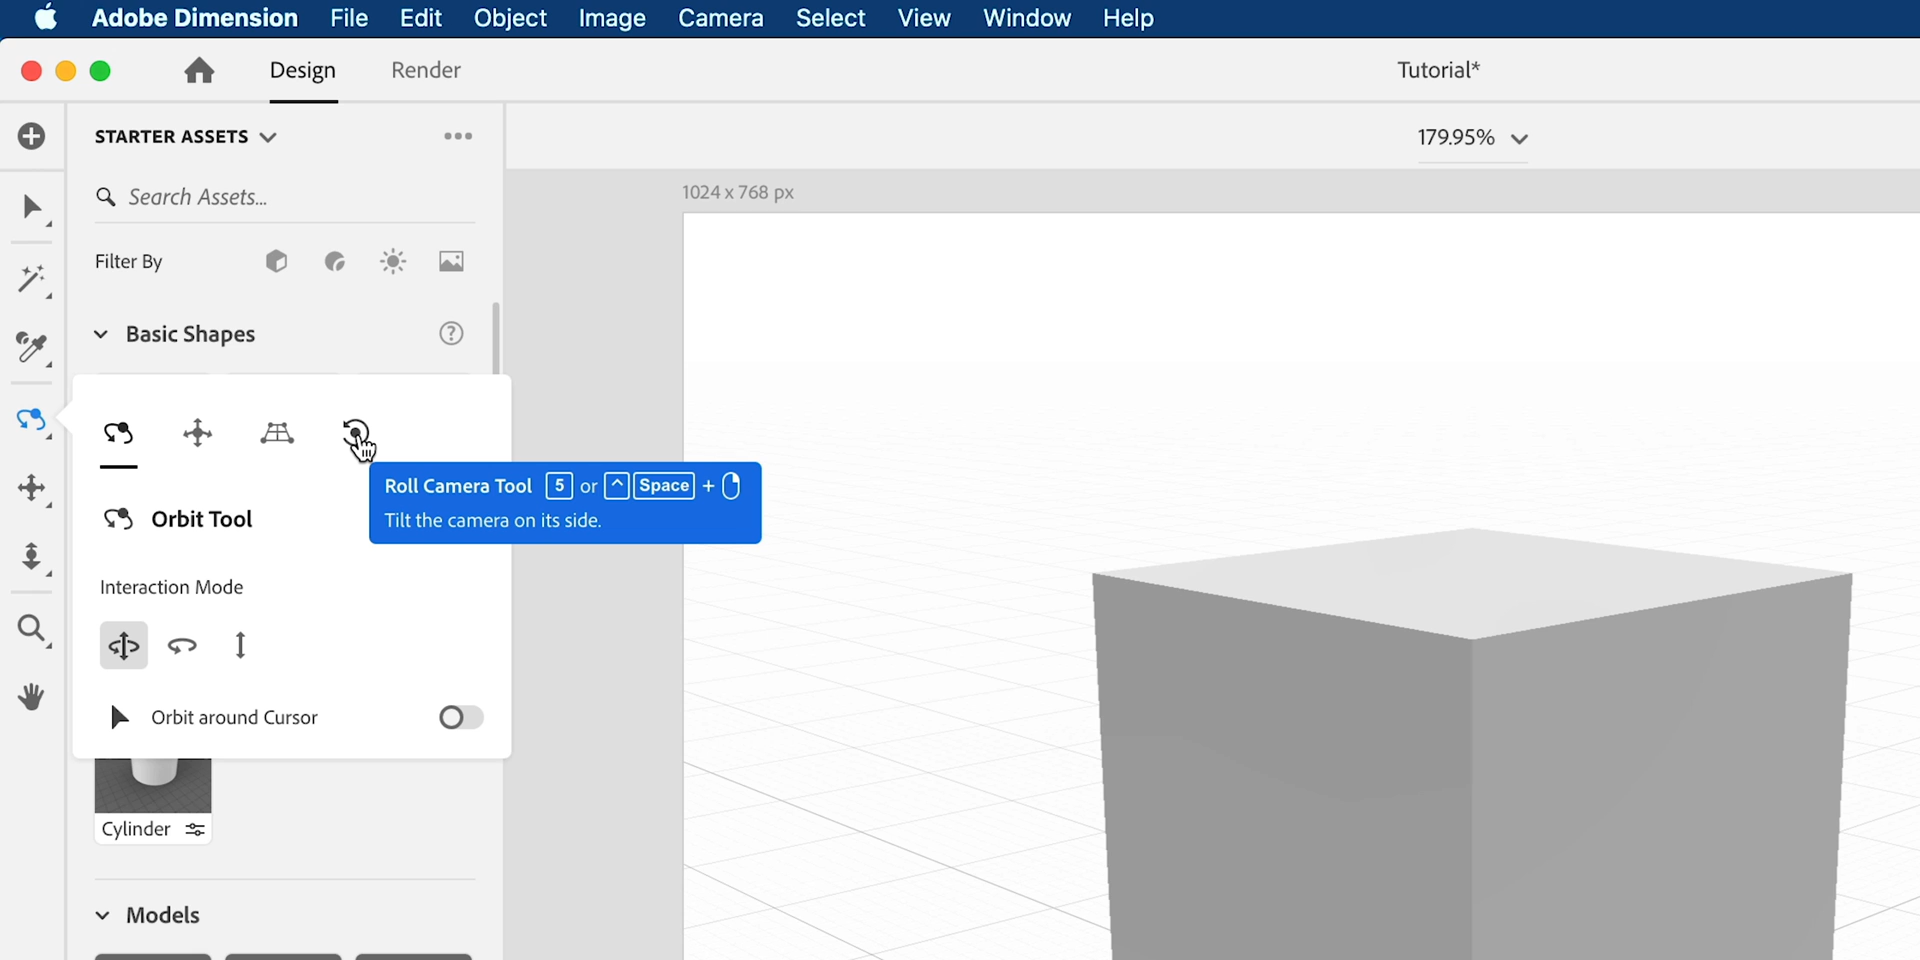 Adobe Dimension File Edit Object Image Camera Select View Window Help
Design Render Tutorial*
STARTER ASSETS
179.95%
Search Assets...
1024 x 768 px
Filter By
Basic Shapes
Roll Camera Tool 5 or ^ Space +
Tilt the camera on its side.
Orbit Tool
Interaction Mode
Orbit around Cursor
Cylinder
Models